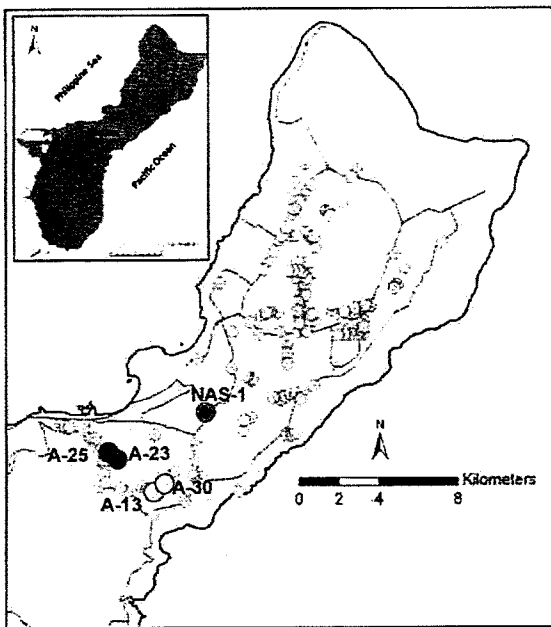 Philippine Sea
Pacific Ocean
NAS-1
A-25
A-23
A-30
A-13
Kilometers
0 2 4 8